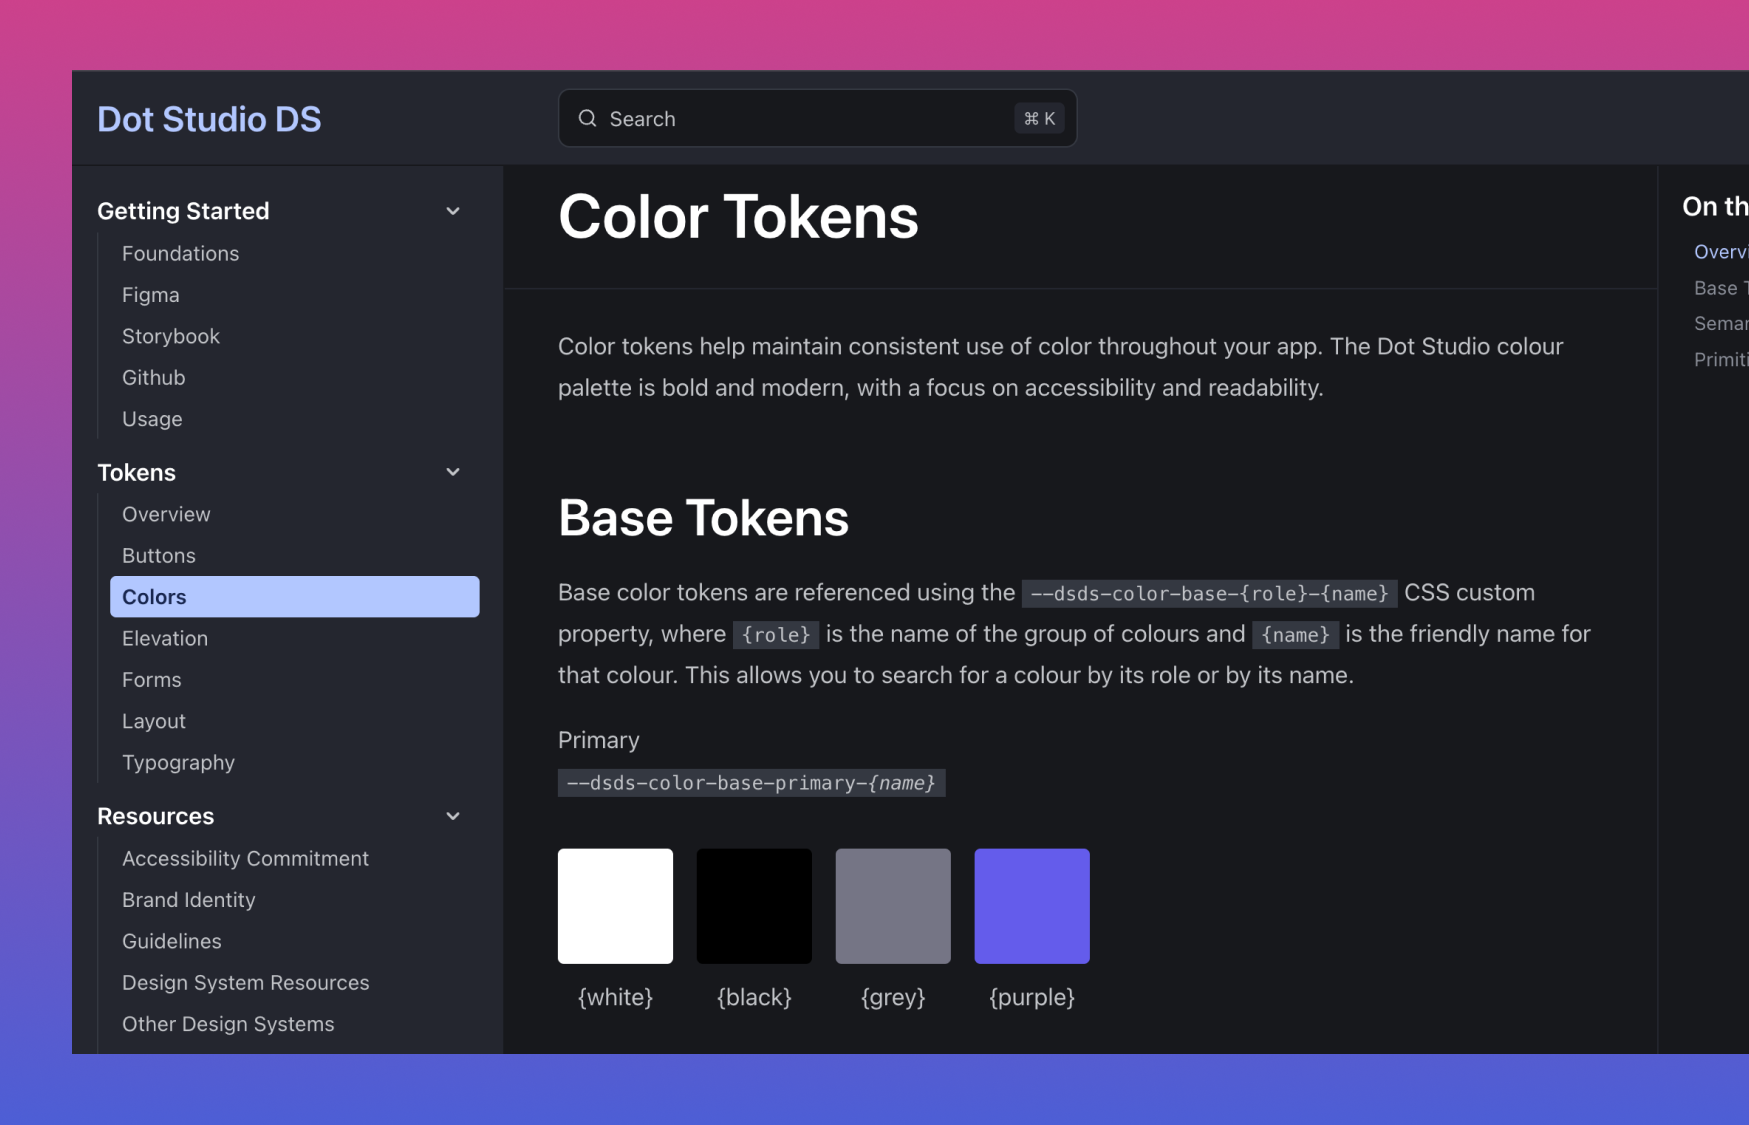 Dot Studio DS
Search
⌘ K
Getting Started
Foundations
Figma
Storybook
Github
Usage
Tokens
Overview
Buttons
Colors
Elevation
Forms
Layout
Typography
Resources
Accessibility Commitment
Brand Identity
Guidelines
Design System Resources
Other Design Systems
Color Tokens
Color tokens help maintain consistent use of color throughout your app. The Dot Studio colour
palette is bold and modern, with a focus on accessibility and readability.
Base Tokens
Base color tokens are referenced using the --dsds-color-base-{role}-{name} CSS custom
property, where {role} is the name of the group of colours and {name} is the friendly name for
that colour. This allows you to search for a colour by its role or by its name.
Primary
--dsds-color-base-primary-{name}
{white} {black} {grey} {purple}
On th
Overvi
Base T
Seman
Primiti